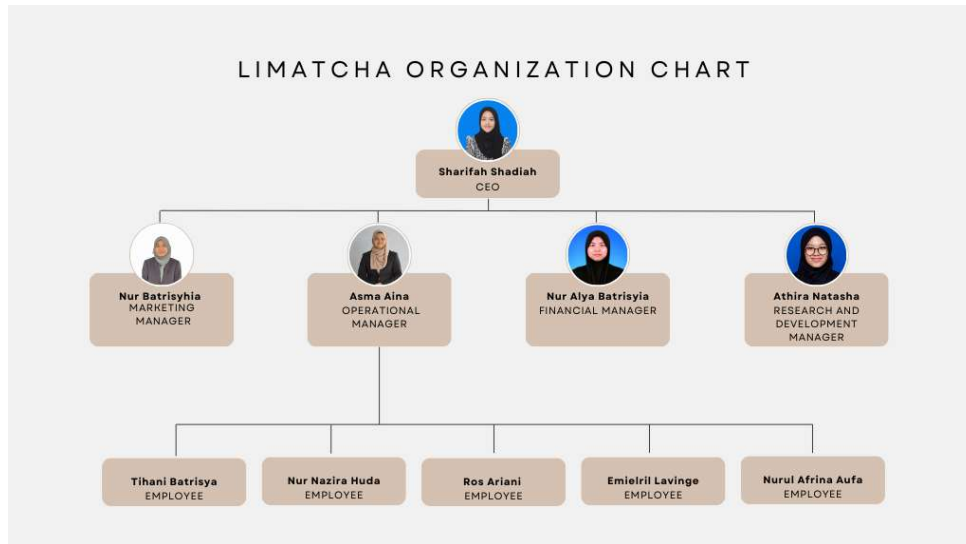 LIMATCHA ORGANIZATION CHART
Sharifah Shadiah
CEO
Nur Batrisyhia
MARKETING
MANAGER
Asma Aina
OPERATIONAL
MANAGER
Nur Alya Batrisyia
FINANCIAL MANAGER
Athira Natasha
RESEARCH AND
DEVELOPMENT
MANAGER
Tihani Batrisya
EMPLOYEE
Nur Nazira Huda
EMPLOYEE
Ros Ariani
EMPLOYEE
Emielril Lavinge
EMPLOYEE
Nurul Afrina Aufa
EMPLOYEE